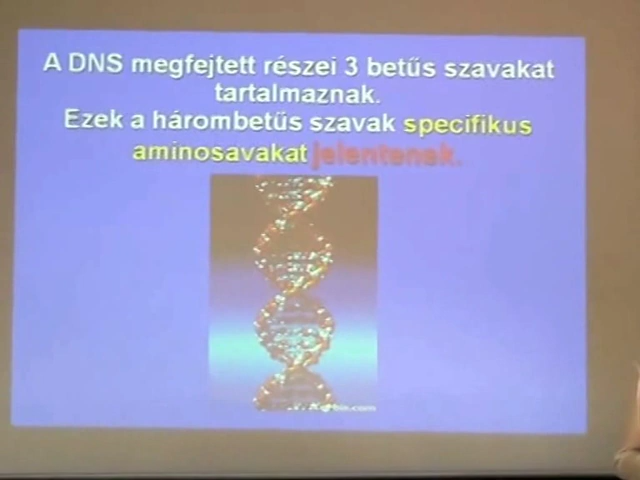 A DNS megfejtett részei 3 betűs szavakat
tartalmaznak.
Ezek a hárombetűs szavak specifikus
aminosavakat jelentenek.